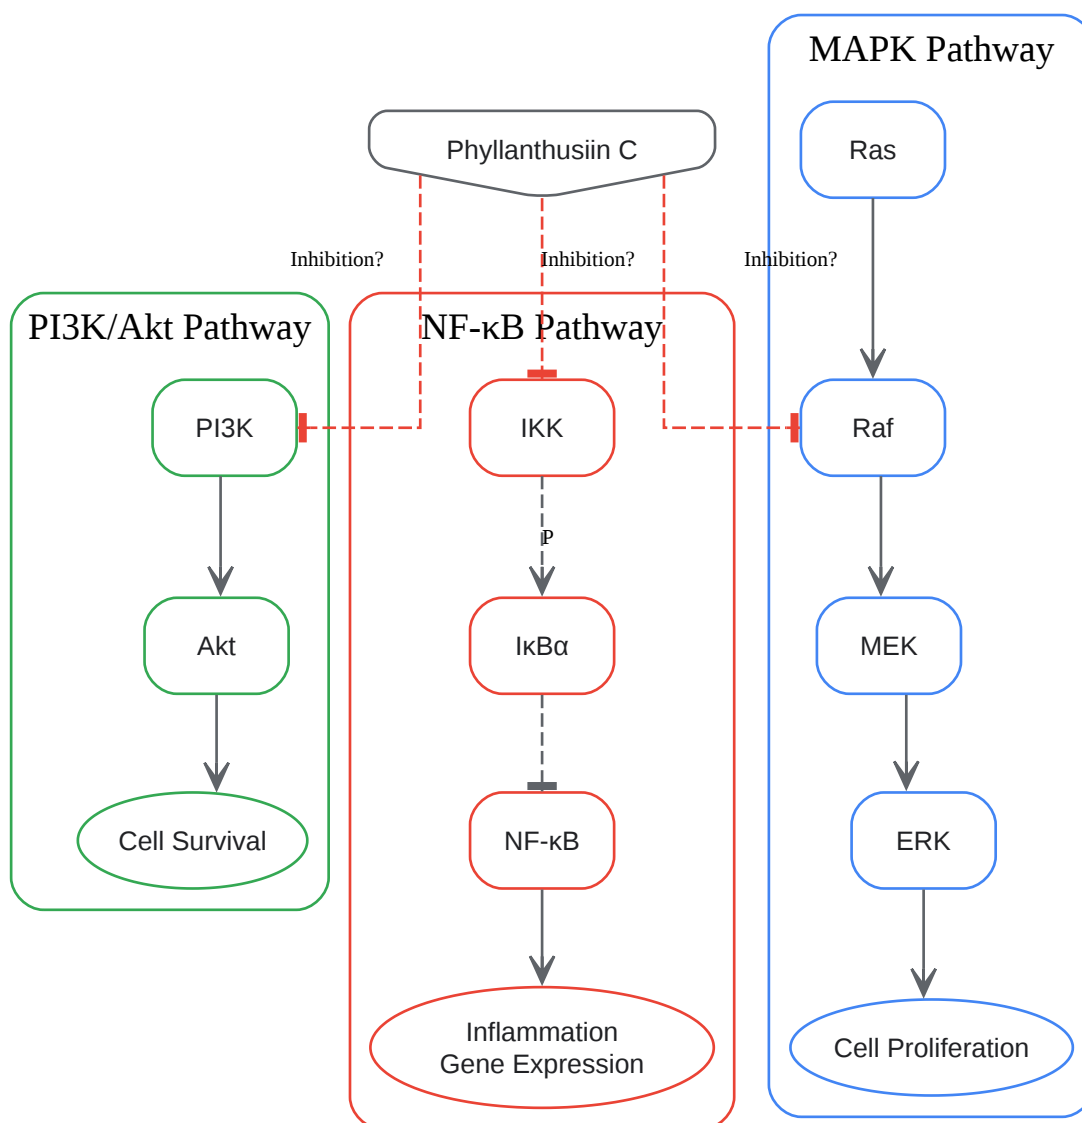 MAPK Pathway
Phyllanthusiin C
Ras
Inhibition?
Inhibition?
Inhibition?
PI3K/Akt Pathway
NF-κB Pathway
PI3K
IKK
Raf
P
Akt
IκBα
MEK
Cell Survival
NF-κB
ERK
Inflammation
Gene Expression
Cell Proliferation